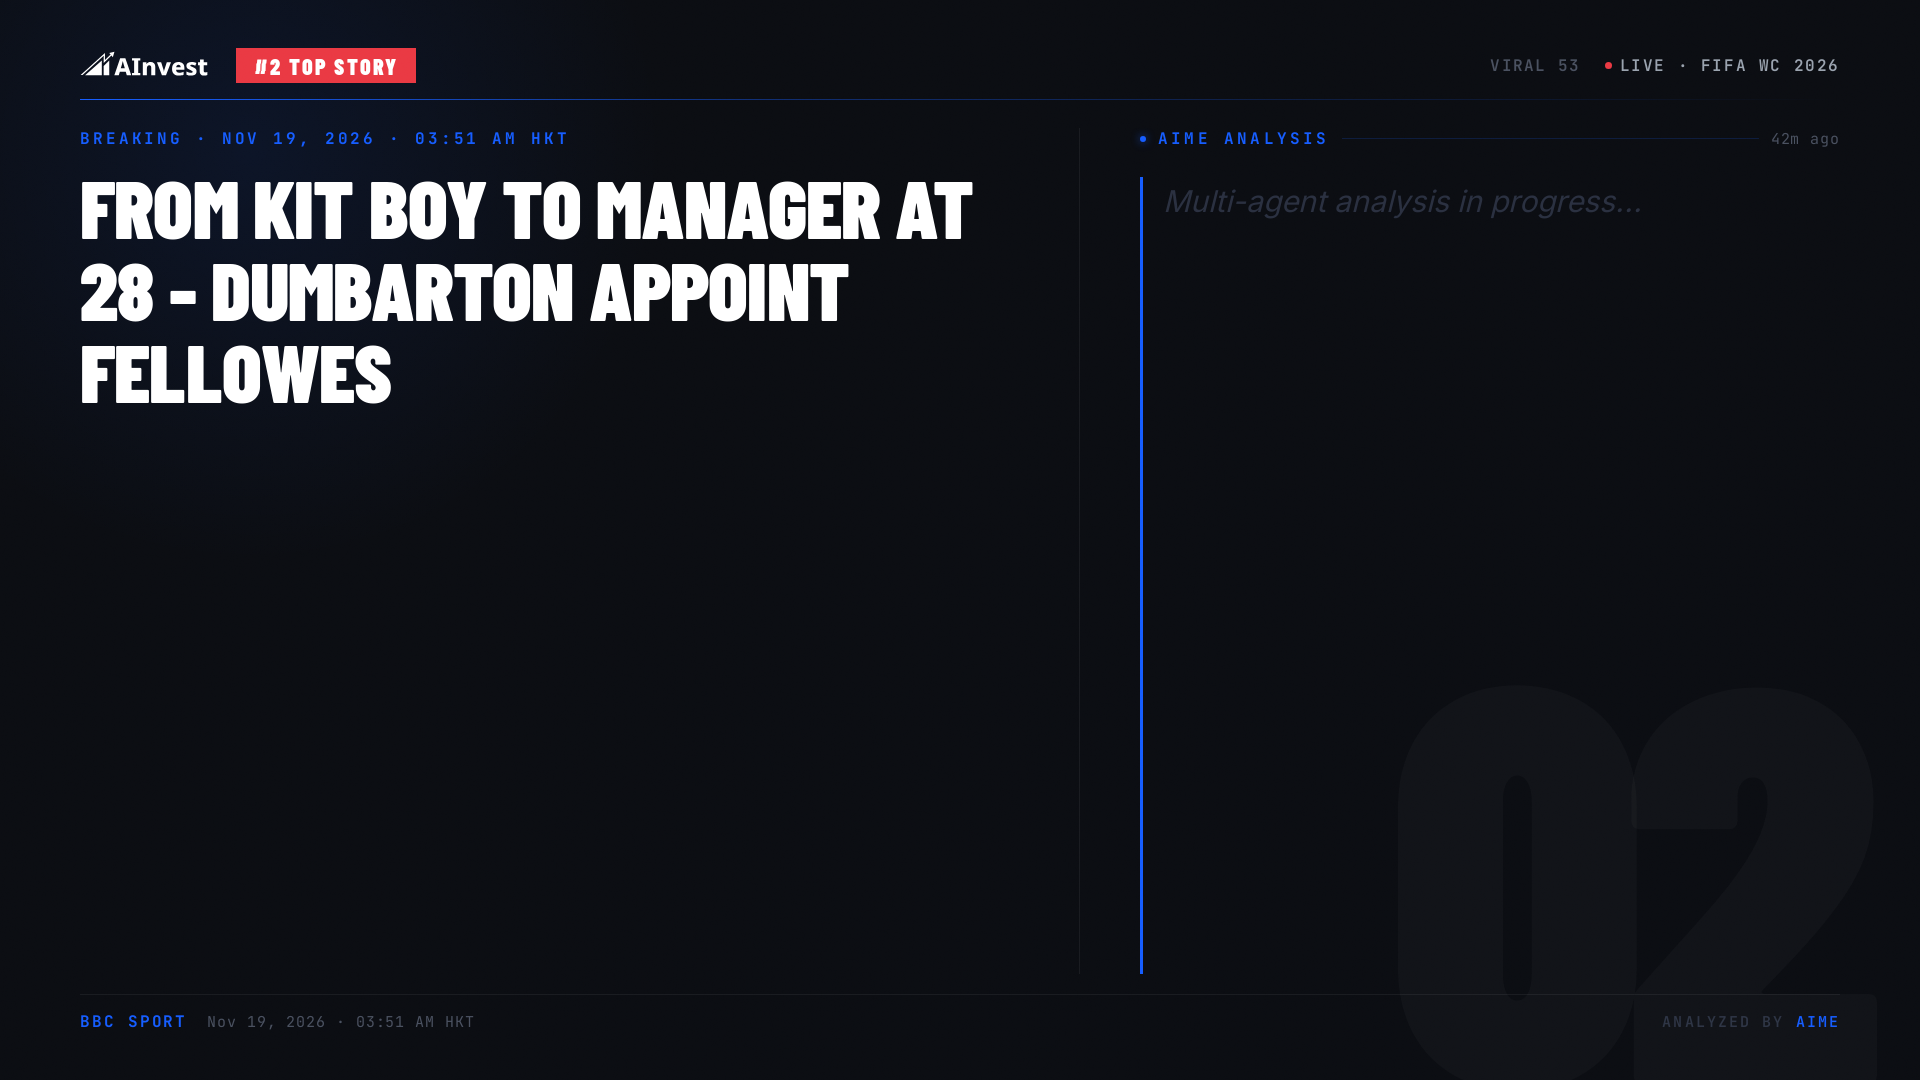 AInvest
#2 TOP STORY
VIRAL 53
LIVE · FIFA WC 2026
BREAKING · NOV 19, 2026 · 03:51 AM HKT
FROM KIT BOY TO MANAGER AT
28 - DUMBARTON APPOINT
FELLOWES
AIME ANALYSIS
42m ago
Multi-agent analysis in progress...
02
BBC SPORT Nov 19, 2026 · 03:51 AM HKT
ANALYZED BY AIME